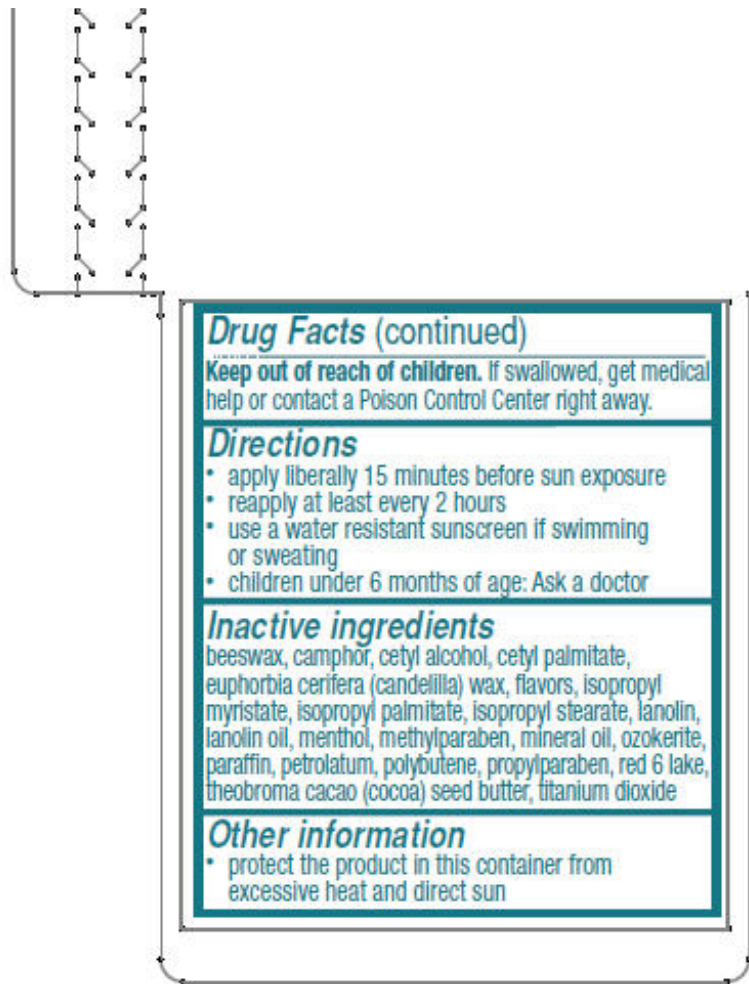 Drug Facts (continued)
Keep out of reach of children. If swallowed, get medical
help or contact a Poison Control Center right away.
Directions
• apply liberally 15 minutes before sun exposure
• reapply at least every 2 hours
• use a water resistant sunscreen if swimming
or sweating
• children under 6 months of age: Ask a doctor
Inactive ingredients
beeswax, camphor, cetyl alcohol, cetyl palmitate,
euphorbia cerifera (candelilla) wax, flavors, isopropyl
myristate, isopropyl palmitate, isopropyl stearate, lanolin,
lanolin oil, menthol, methylparaben, mineral oil, ozokerite,
paraffin, petrolatum, polybutene, propylparaben, red 6 lake,
theobroma cacao (cocoa) seed butter, titanium dioxide
Other information
• protect the product in this container from
excessive heat and direct sun